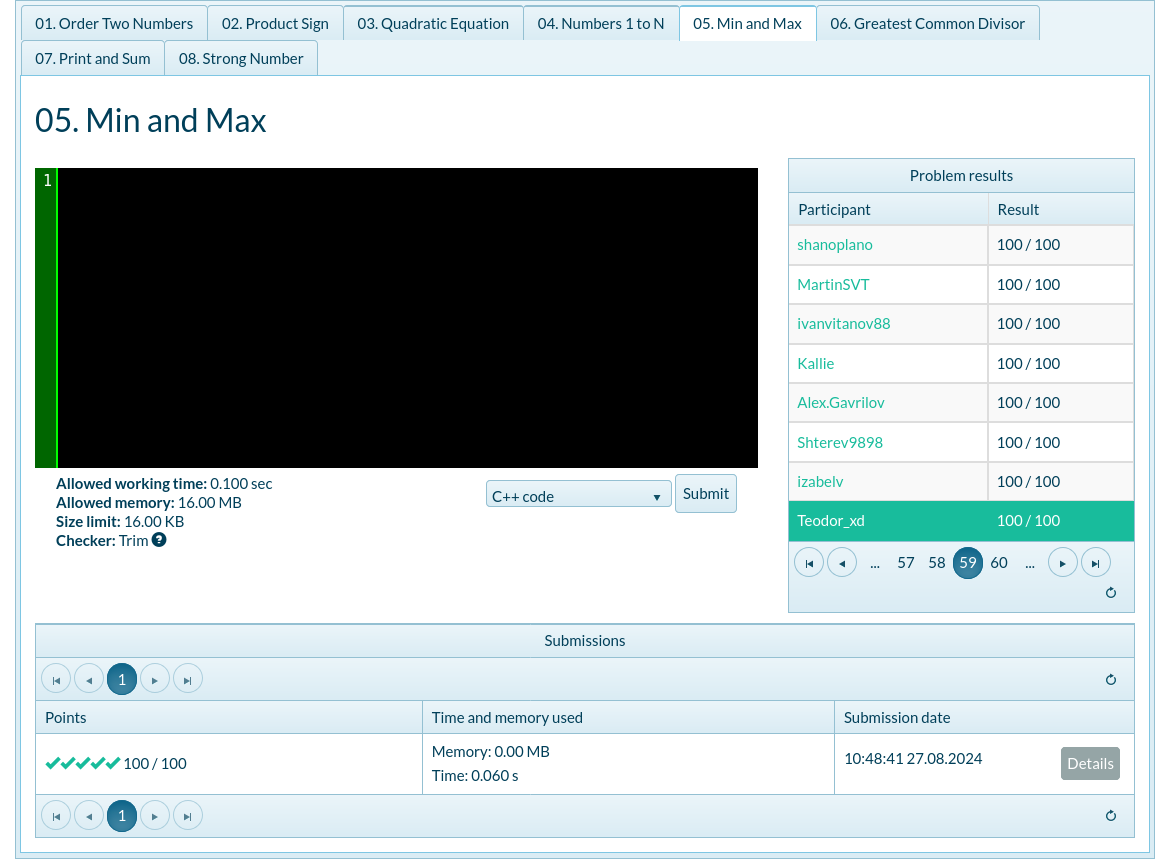 01. Order Two Numbers 02. Product Sign 03. Quadratic Equation 04. Numbers 1 to N 05. Min and Max 06. Greatest Common Divisor
07. Print and Sum 08. Strong Number
05. Min and Max
1
Allowed working time: 0.100 sec
Allowed memory: 16.00 MB
Size limit: 16.00 KB
Checker: Trim ?
C++ code Submit
Problem results
Participant Result
shanoplano 100 / 100
MartinSVT 100 / 100
ivanvitanov88 100 / 100
Kallie 100 / 100
Alex.Gavrilov 100 / 100
Shterev9898 100 / 100
izabelv 100 / 100
Teodor_xd 100 / 100
... 57 58 59 60 ...
Submissions
1
Points Time and memory used Submission date
100 / 100 Memory: 0.00 MB 10:48:41 27.08.2024 Details
Time: 0.060 s
1